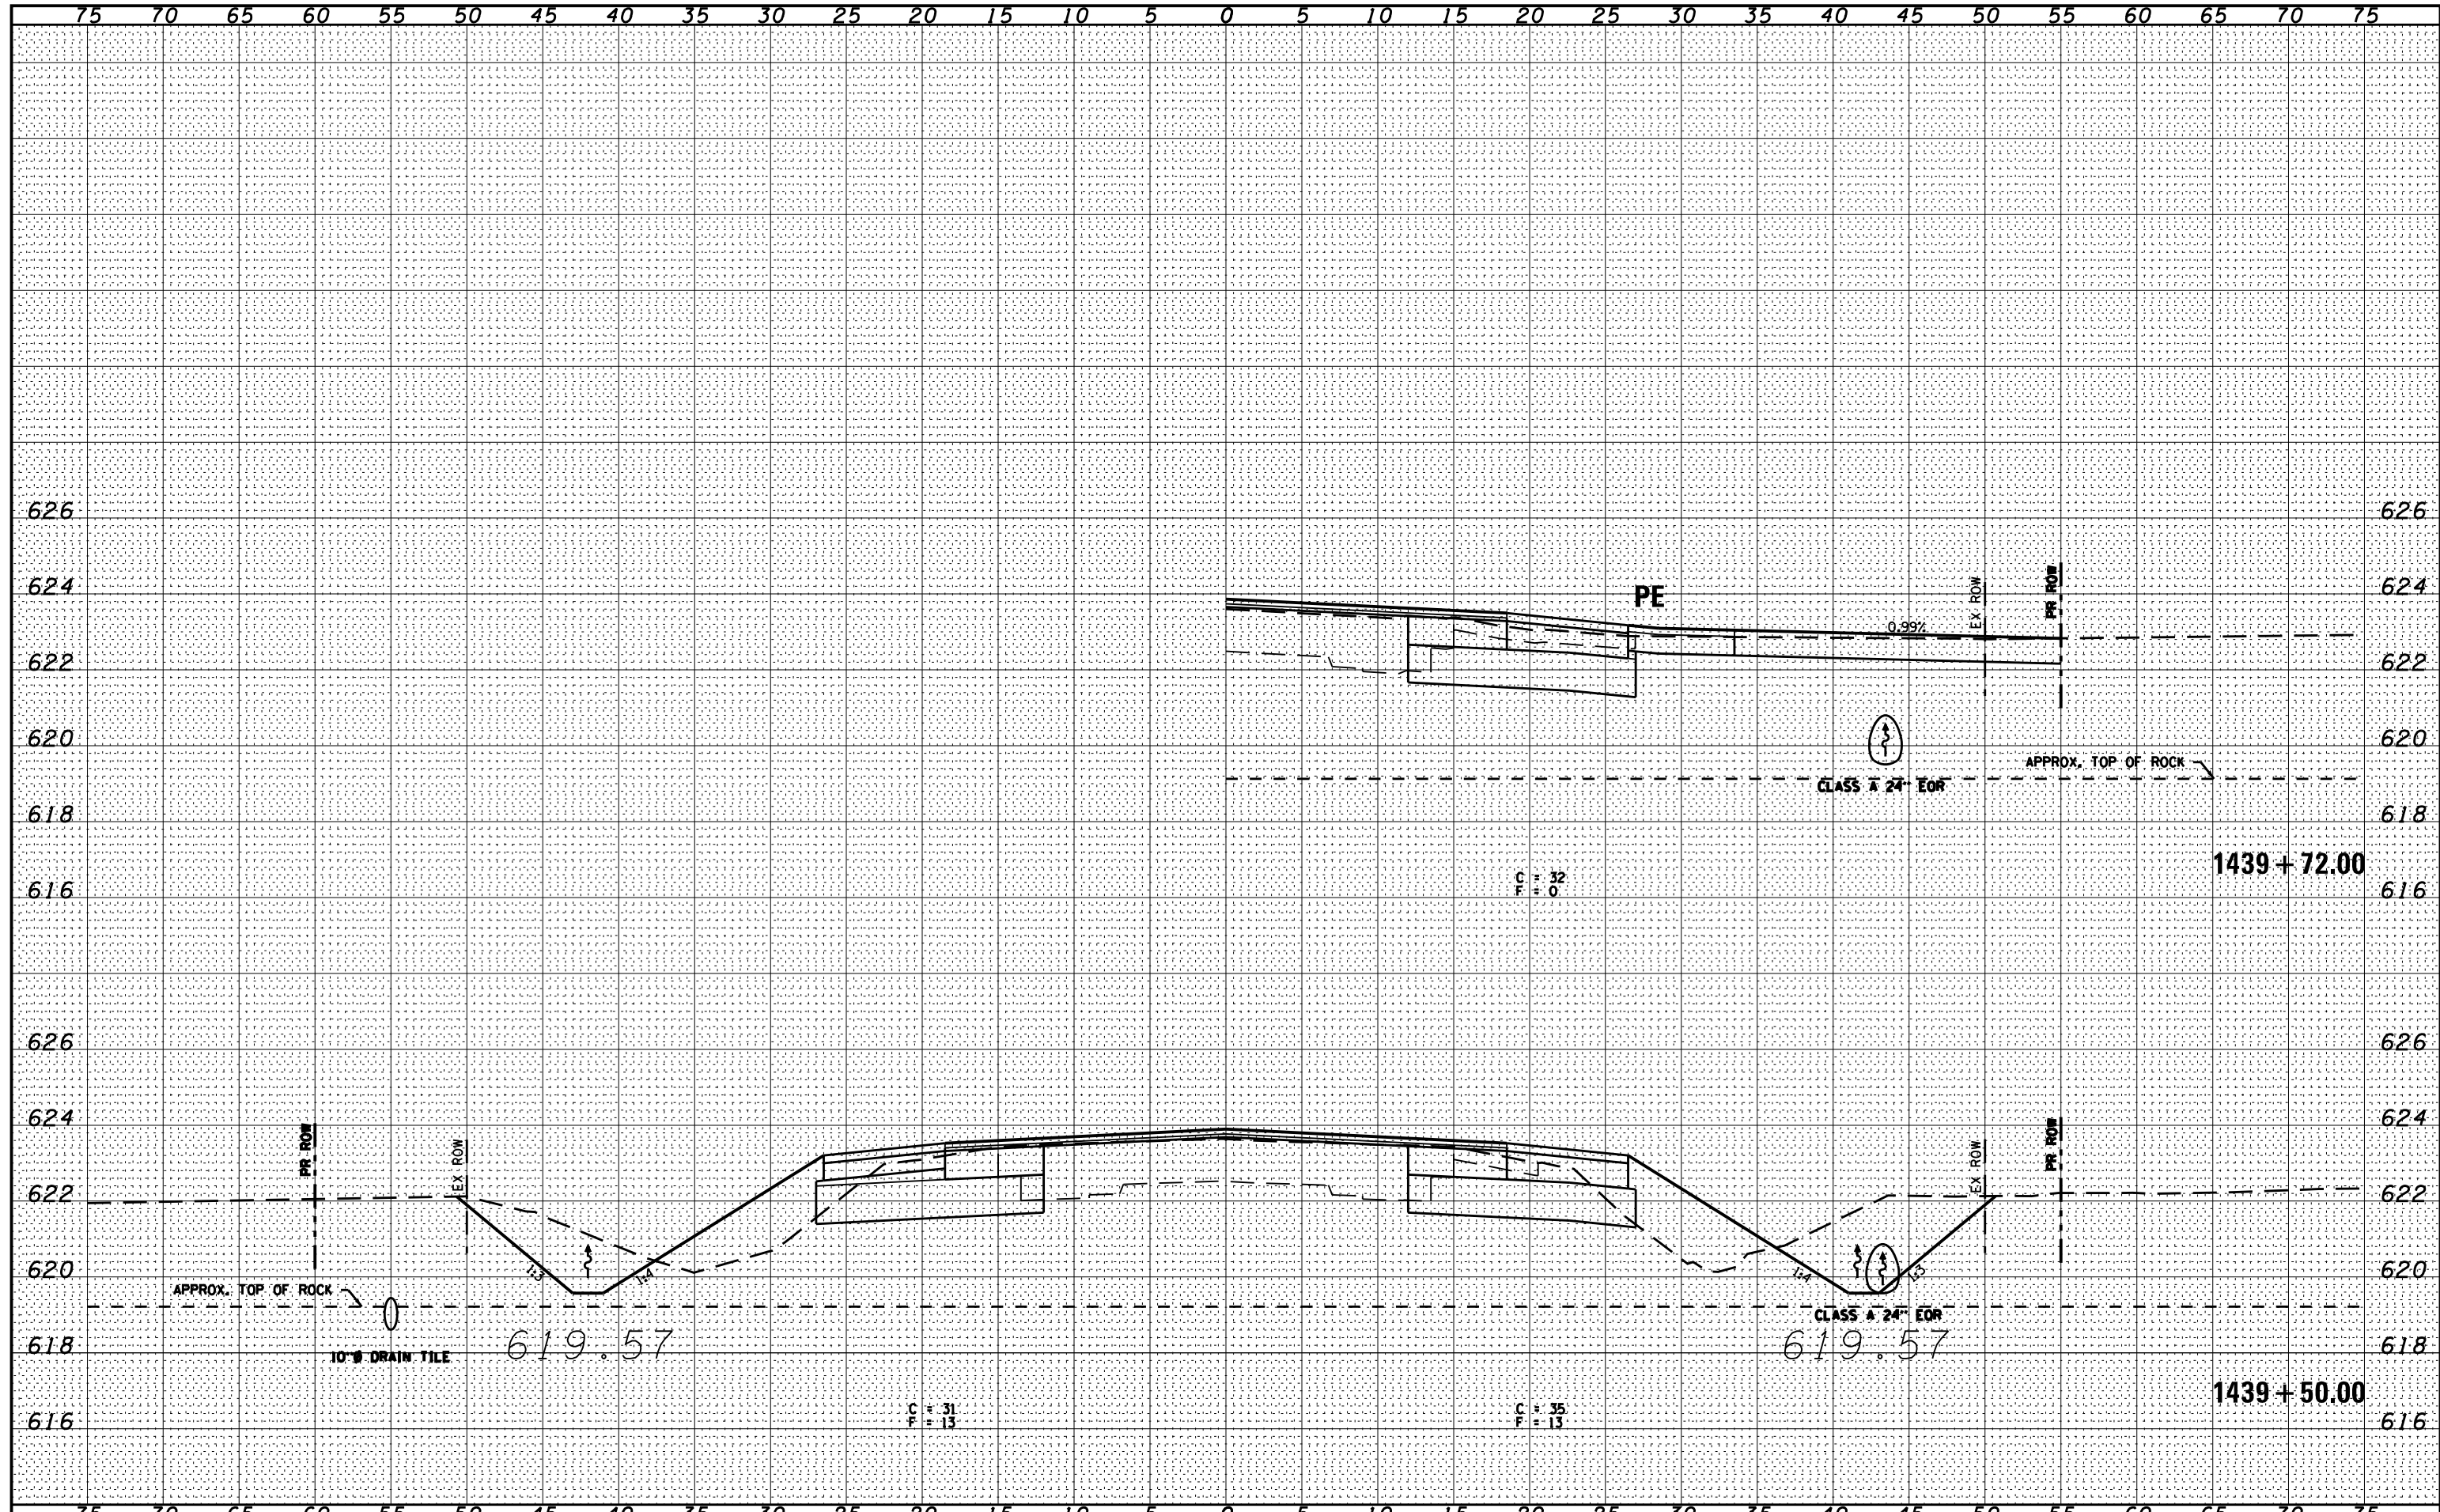 75 70 65 60 55 50 45 40 35 30 25 20 15 10 5 0 5 10 15 20 25 30 35 40 45 50 55 60 65 70 75
626 626
624 PE EX ROW PR ROW 624
0.99%
622 622
620 620
APPROX. TOP OF ROCK
CLASS A 24" EOR
618 618
1439 + 72.00
C = 32
F = 0
616 616
626 626
624 624
PR ROW EX ROW EX ROW PR ROW
622 622
1:3 1:4 1:4 1:3
620 620
APPROX. TOP OF ROCK
CLASS A 24" EOR
10"Ø DRAIN TILE 619.57 619.57
618 618
1439 + 50.00
C = 31 C = 35
F = 13 F = 13
616 616
75 70 65 60 55 50 45 40 35 30 25 20 15 10 5 0 5 10 15 20 25 30 35 40 45 50 55 60 65 70 75